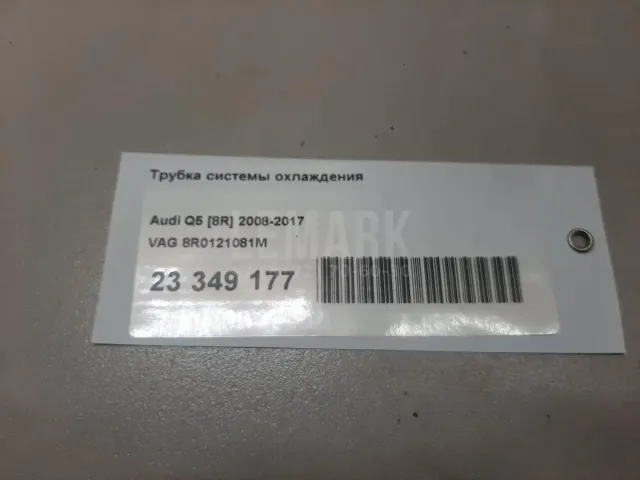 Трубка системы охлаждения
Audi Q5 [8R] 2008-2017
VAG 8R0121081M
23 349 177